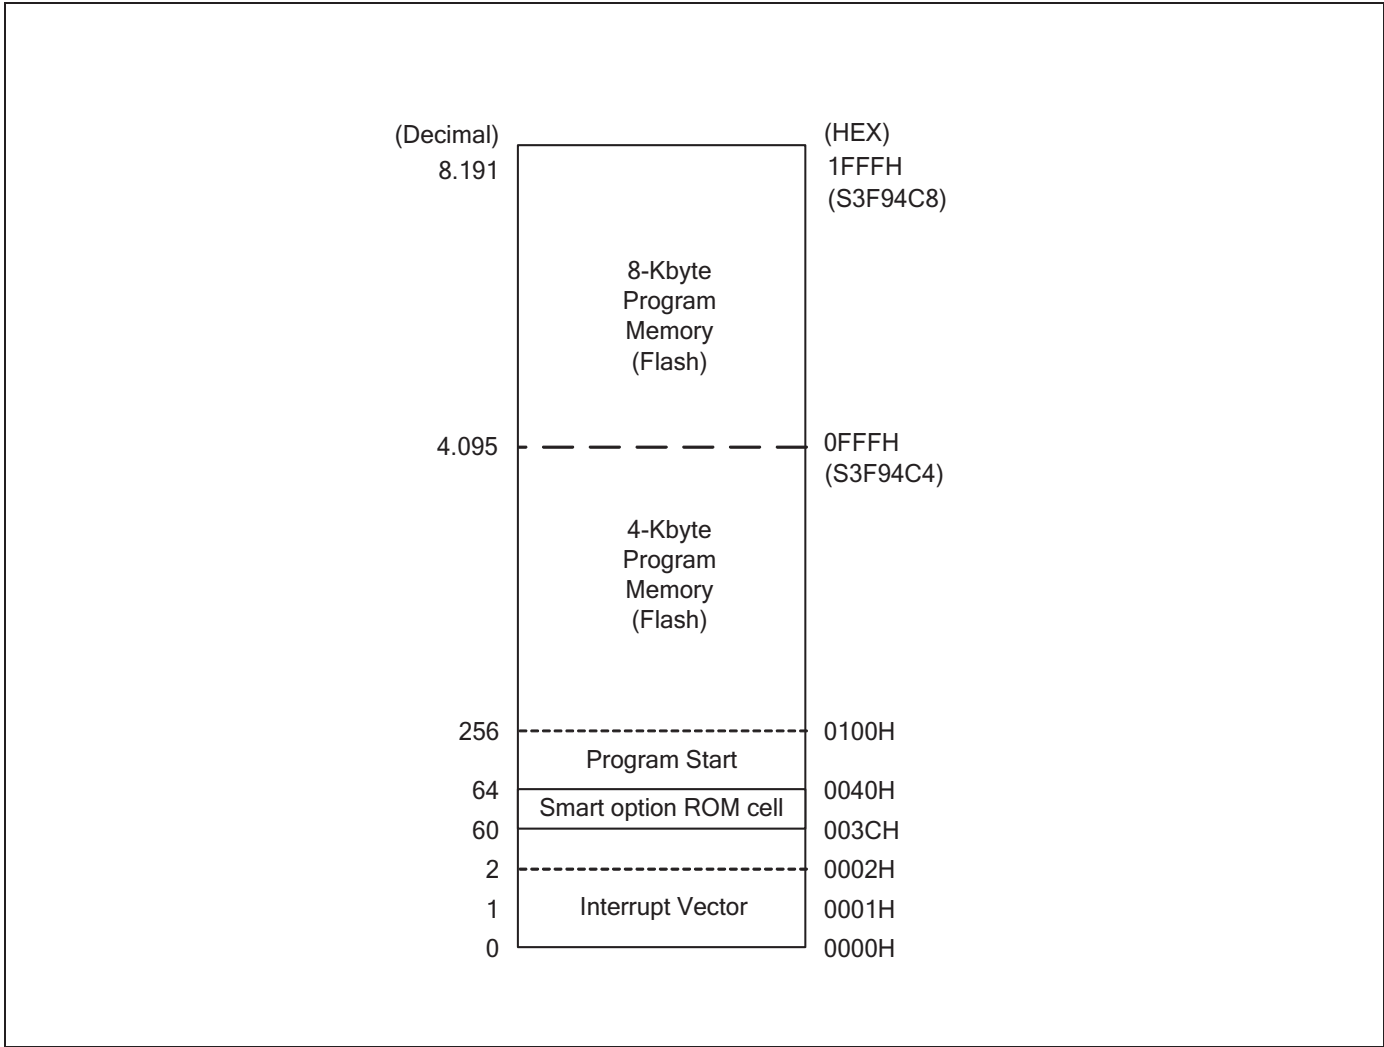 (Decimal)
(HEX)
8.191
1FFFH
(S3F94C8)
8-Kbyte
Program
Memory
(Flash)
4.095
0FFFH
(S3F94C4)
4-Kbyte
Program
Memory
(Flash)
256
0100H
Program Start
64
0040H
Smart option ROM cell
60
003CH
2
0002H
1
Interrupt Vector
0001H
0
0000H